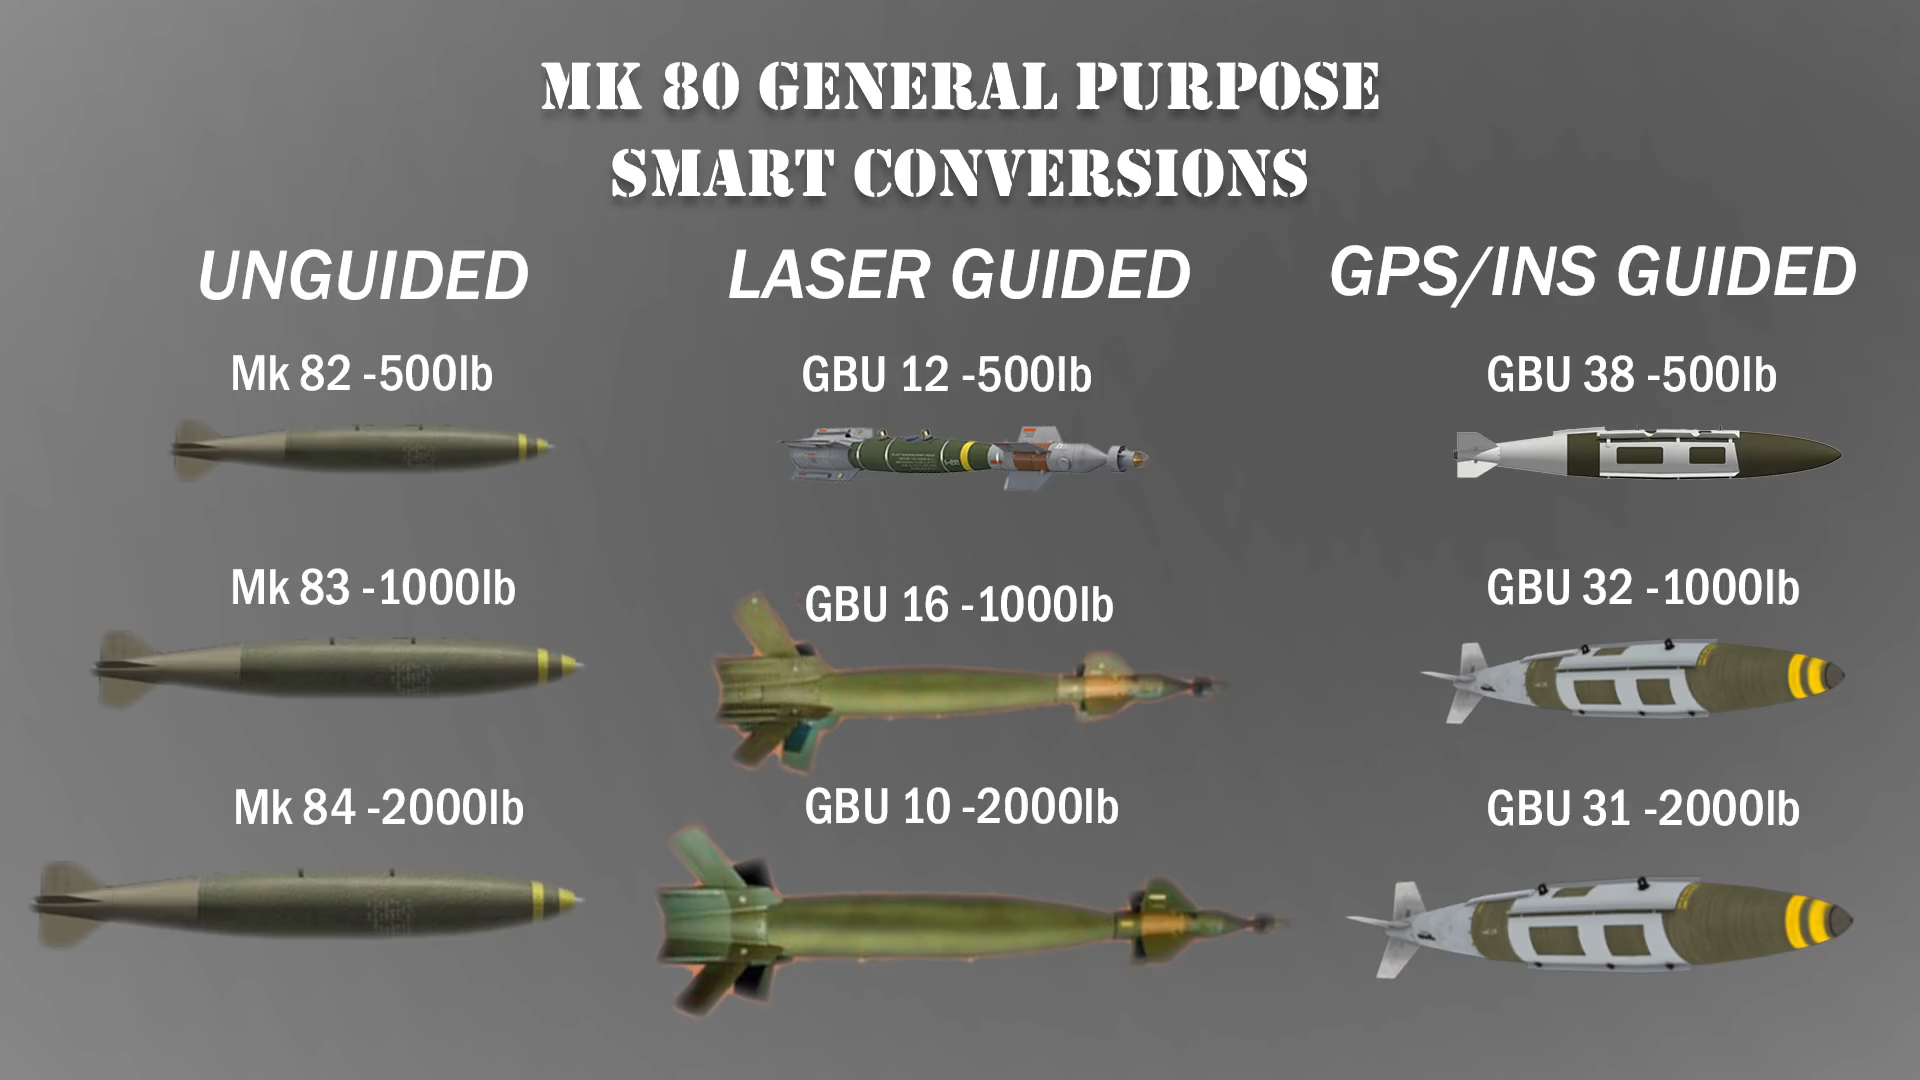 MK 80 GENERAL PURPOSE
SMART CONVERSIONS
UNGUIDED
LASER GUIDED
GPS/INS GUIDED
Mk 82 -500lb
GBU 12 -500lb
GBU 38 -500lb
Mk 83 -1000lb
GBU 16 -1000lb
GBU 32 -1000lb
Mk 84 -2000lb
GBU 10 -2000lb
GBU 31 -2000lb